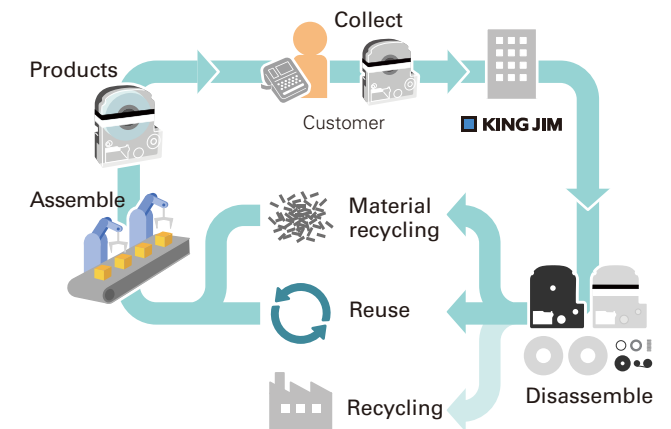 Collect
Products
Customer
KING JIM
Assemble
Material
recycling
Reuse
Disassemble
Recycling